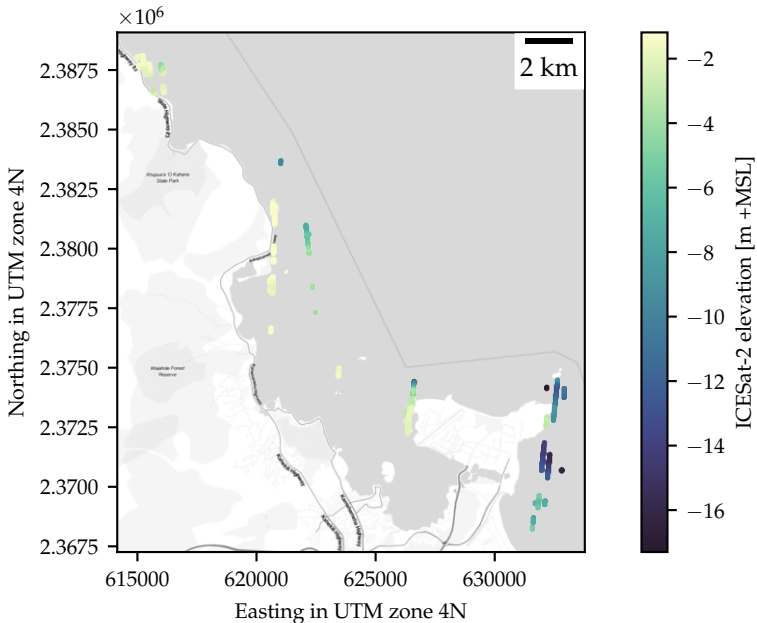 ×10⁶
2 km
2.3875
2.3850
2.3825
2.3800
2.3775
2.3750
2.3725
2.3700
2.3675
Northing in UTM zone 4N
615000
620000
625000
630000
Easting in UTM zone 4N
−2
−4
−6
−8
−10
−12
−14
−16
ICESat-2 elevation [m +MSL]
Ahupua'a 'O Kahana
State Park
Waiahole Forest
Reserve
Kahekili Highway